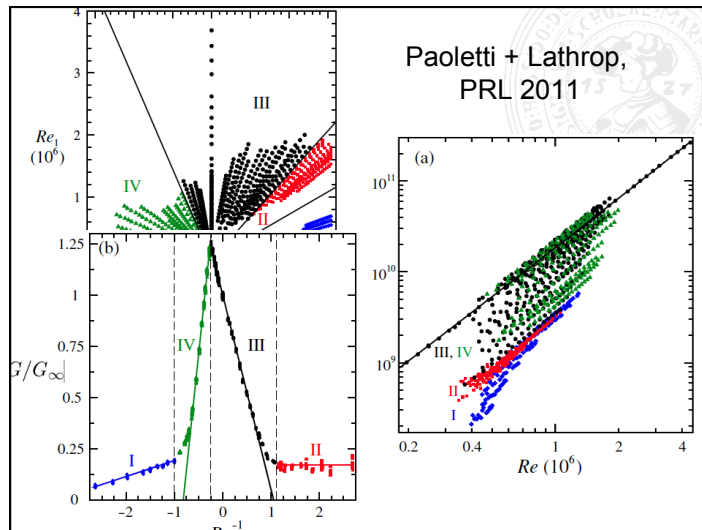 Paoletti + Lathrop,
PRL 2011
4
3
2
1
Re₁
(10⁶)
III
IV
II
(b)
1.25
1
0.75
0.50
0.25
0
G/G∞|
IV
III
I
II
−2
−1
0
1
2
(a)
10¹¹
10¹⁰
10⁹
III, IV
II
I
0.2
0.4
1
2
4
Re (10⁶)